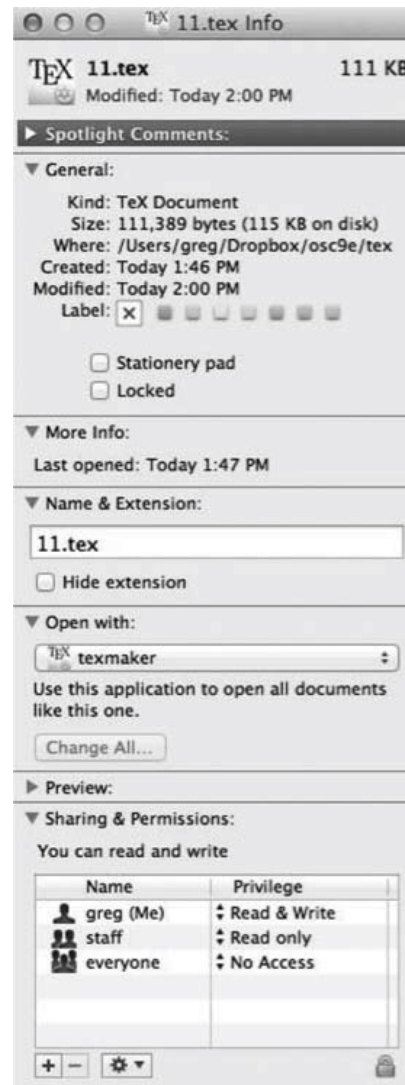 TEX 11.tex Info
TEX 11.tex 111 KB
Modified: Today 2:00 PM
Spotlight Comments:
General:
Kind: TeX Document
Size: 111,389 bytes (115 KB on disk)
Where: /Users/greg/Dropbox/osc9e/tex
Created: Today 1:46 PM
Modified: Today 2:00 PM
Label:
Stationery pad
Locked
More Info:
Last opened: Today 1:47 PM
Name & Extension:
11.tex
Hide extension
Open with:
TEX texmaker
Use this application to open all documents
like this one.
Change All...
Preview:
Sharing & Permissions:
You can read and write
Name Privilege
greg (Me) Read & Write
staff Read only
everyone No Access